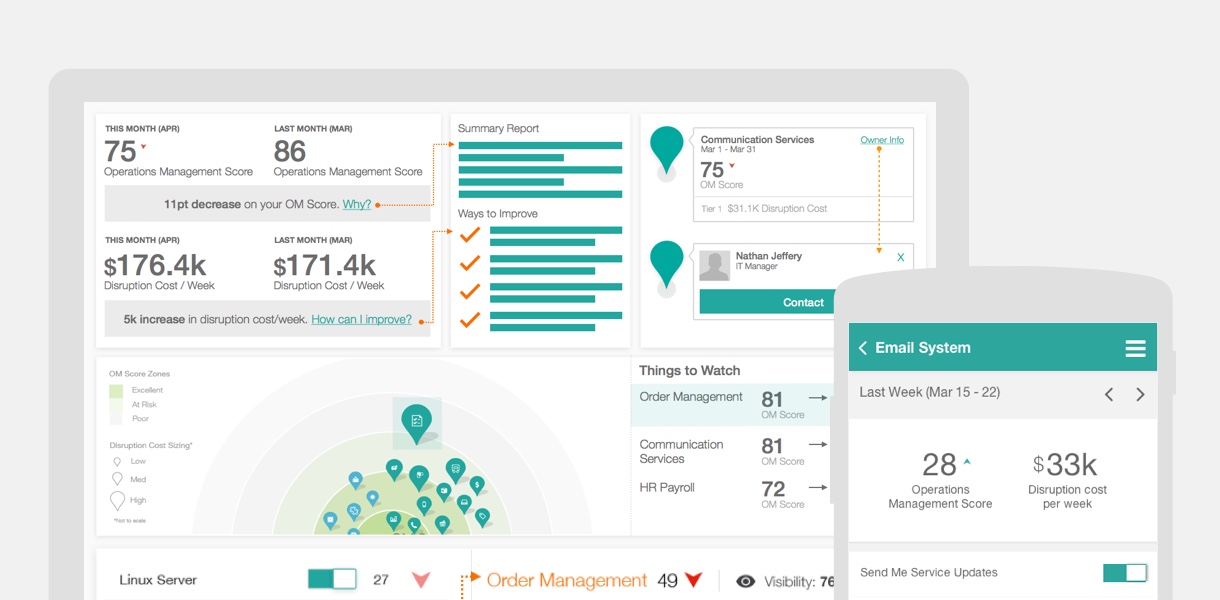 THIS MONTH (APR)
LAST MONTH (MAR)
75
86
Operations Management Score
Operations Management Score
11pt decrease on your OM Score. Why?
THIS MONTH (APR)
LAST MONTH (MAR)
$176.4k
$171.4k
Disruption Cost / Week
Disruption Cost / Week
5k increase in disruption cost/week. How can I improve?
Summary Report
Ways to Improve
Communication Services
Owner Info
Mar 1 - Mar 31
75
OM Score
Tier 1 $31.1K Disruption Cost
Nathan Jeffery
X
IT Manager
Contact
OM Score Zones
Excellent
At Risk
Poor
Disruption Cost Sizing*
Low
Med
High
*Not to scale
Things to Watch
Order Management
81
OM Score
Communication
Services
81
OM Score
HR Payroll
72
OM Score
Linux Server
27
Order Management 49
Visibility: 76
Email System
Last Week (Mar 15 - 22)
28
Operations
Management Score
$33k
Disruption cost
per week
Send Me Service Updates